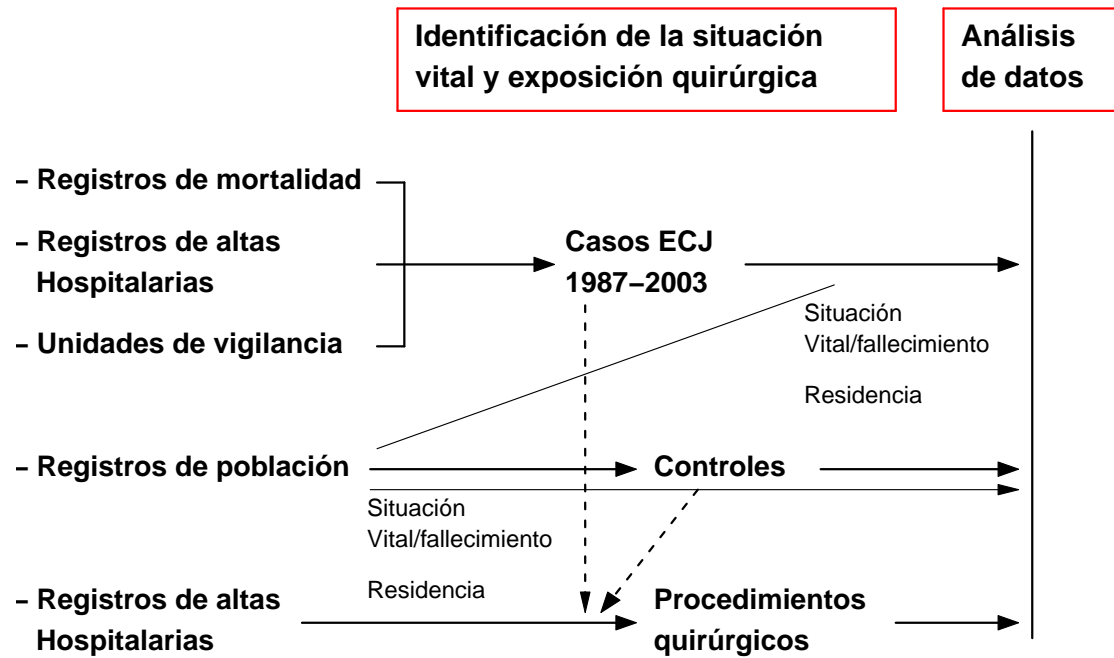 Identificación de la situación
vital y exposición quirúrgica
Análisis
de datos
– Registros de mortalidad
– Registros de altas
Hospitalarias
– Unidades de vigilancia
Casos ECJ
1987–2003
Situación
Vital/fallecimiento
Residencia
– Registros de población
Controles
Situación
Vital/fallecimiento
Residencia
– Registros de altas
Hospitalarias
Procedimientos
quirúrgicos